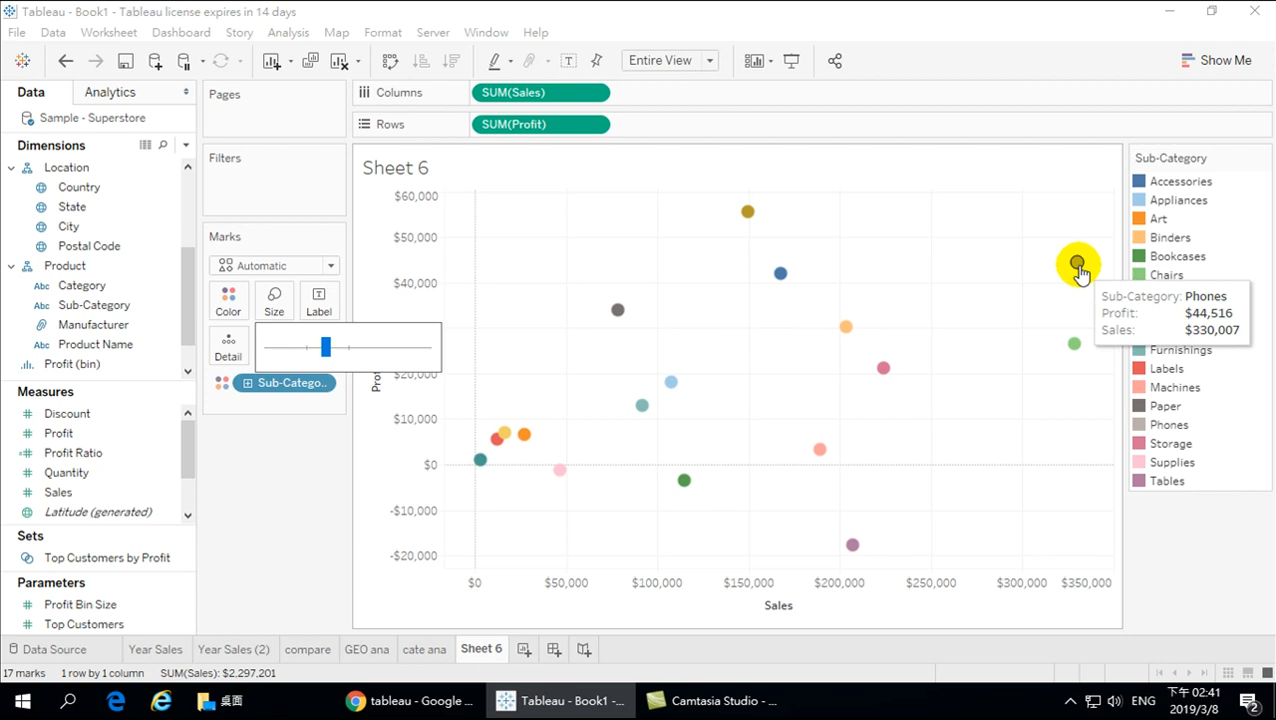 Tableau - Book1 - Tableau license expires in 14 days
File Data Worksheet Dashboard Story Analysis Map Format Server Window Help
Entire View
Show Me
Data Analytics
Sample - Superstore
Dimensions
Location
Country
State
City
Postal Code
Product
Category
Sub-Category
Manufacturer
Product Name
Profit (bin)
Measures
Discount
Profit
Profit Ratio
Quantity
Sales
Latitude (generated)
Sets
Top Customers by Profit
Parameters
Profit Bin Size
Top Customers
Pages
Filters
Marks
Automatic
Color Size Label
Detail
Sub-Catego..
Columns SUM(Sales)
Rows SUM(Profit)
Sheet 6
$60,000
$50,000
$40,000
$20,000
$10,000
$0
-$10,000
-$20,000
$0 $50,000 $100,000 $150,000 $200,000 $250,000 $300,000 $350,000
Sales
Sub-Category: Phones
Profit: $44,516
Sales: $330,007
Sub-Category
Accessories
Appliances
Art
Binders
Bookcases
Chairs
Furnishings
Labels
Machines
Paper
Phones
Storage
Supplies
Tables
Data Source Year Sales Year Sales (2) compare GEO ana cate ana Sheet 6
17 marks 1 row by 1 column SUM(Sales): $2,297,201
桌面 tableau - Google ... Tableau - Book1 -... Camtasia Studio - ... ENG
下午 02:41
2019/3/8
2